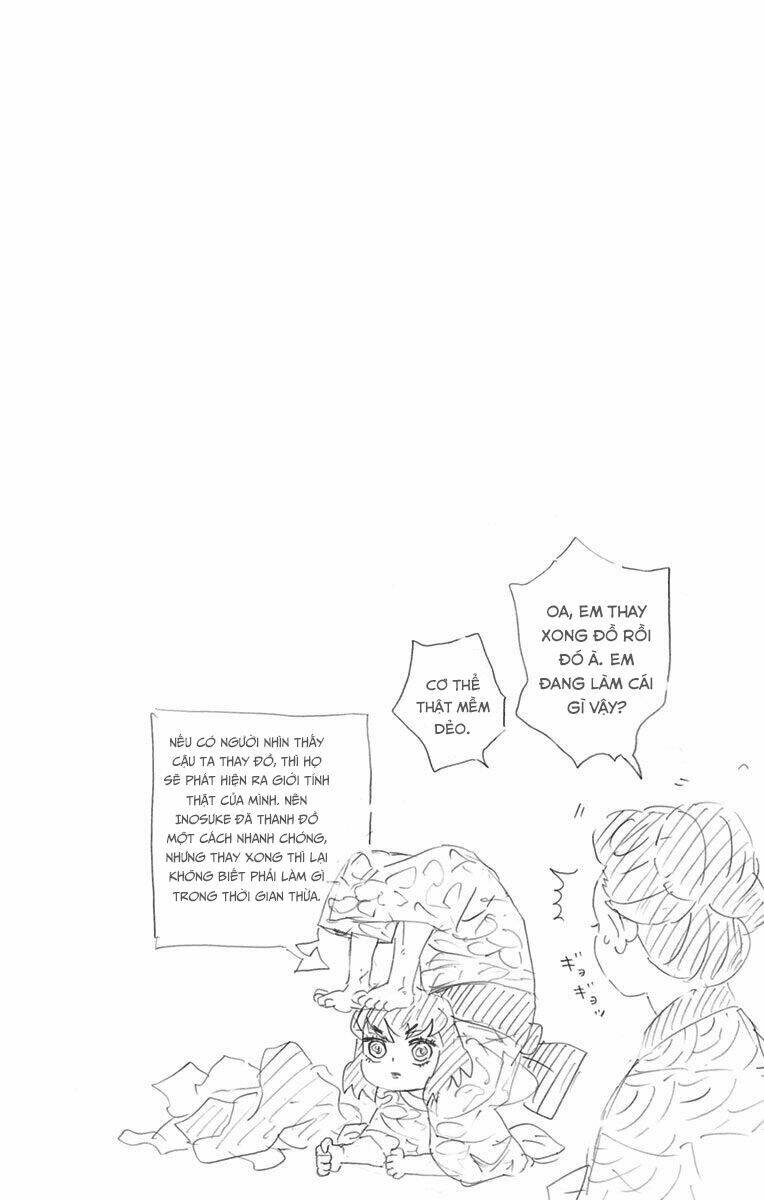 OA, EM THAY
XONG ĐỒ RỒI
ĐÓ À. EM
ĐANG LÀM CÁI
GÌ VẬY?
CƠ THỂ
THẬT MỀM
DẺO.
NẾU CÓ NGƯỜI NHÌN THẤY
CẬU TA THAY ĐỒ, THÌ HỌ
SẼ PHÁT HIỆN RA GIỚI TÍNH
THẬT CỦA MÌNH. NÊN
INOSUKE ĐÃ THANH ĐỒ
MỘT CÁCH NHANH CHÓNG,
NHƯNG THAY XONG THÌ LẠI
KHÔNG BIẾT PHẢI LÀM GÌ
TRONG THỜI GIAN THỪA.
ギョギョッ